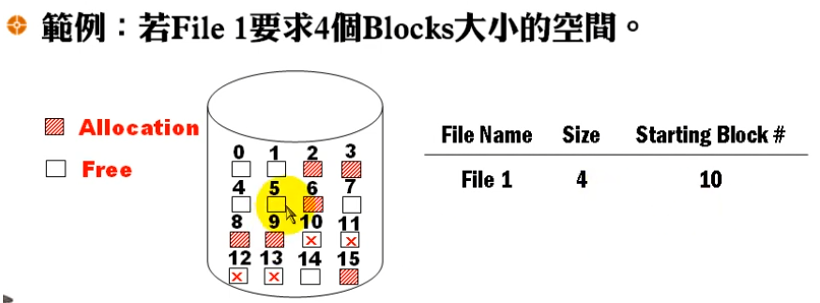 範例：若File 1要求4個Blocks大小的空間。
Allocation
Free
0 1 2 3
4 5 6 7
8 9 10 11
12 13 14 15
File Name Size Starting Block #
File 1 4 10